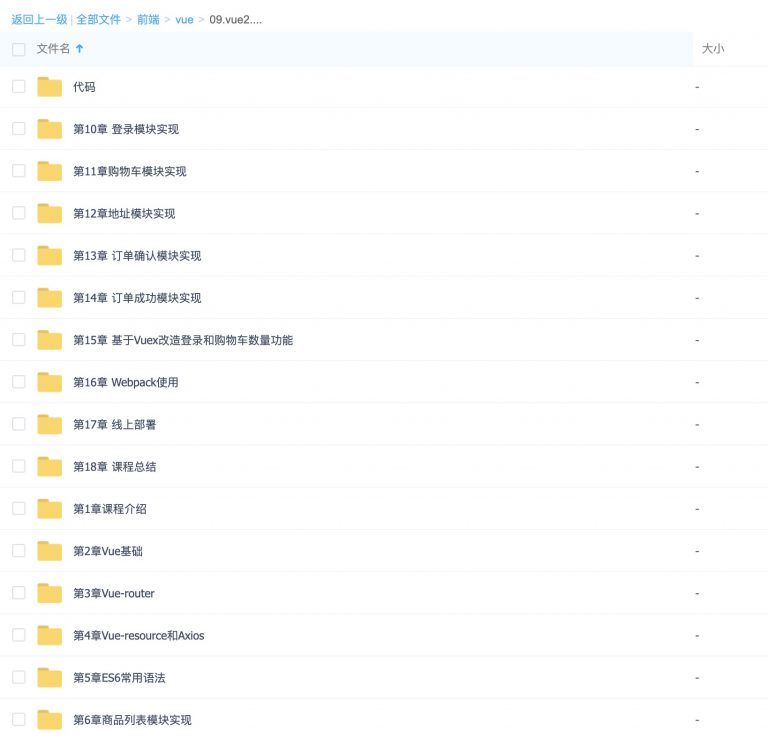 返回上一级 | 全部文件 > 前端 > vue > 09.vue2....
文件名 大小
代码 -
第10章 登录模块实现 -
第11章购物车模块实现 -
第12章地址模块实现 -
第13章 订单确认模块实现 -
第14章 订单成功模块实现 -
第15章 基于Vuex改造登录和购物车数量功能 -
第16章 Webpack使用 -
第17章 线上部署 -
第18章 课程总结 -
第1章课程介绍 -
第2章Vue基础 -
第3章Vue-router -
第4章Vue-resource和Axios -
第5章ES6常用语法 -
第6章商品列表模块实现 -